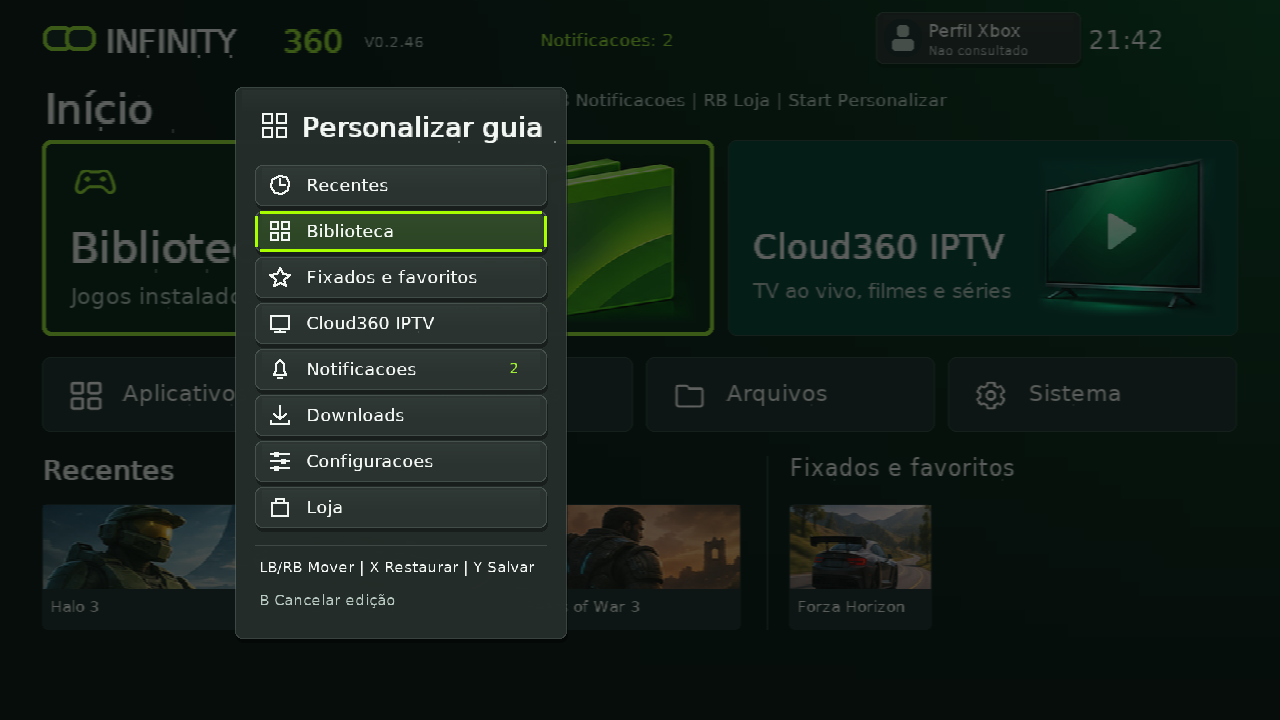 INFINITY 360 V0.2.46
Notificacoes: 2
Perfil Xbox
Nao consultado
21:42
Início
Notificacoes | RB Loja | Start Personalizar
Personalizar guia
Recentes
Biblioteca
Fixados e favoritos
Cloud360 IPTV
Notificacoes 2
Downloads
Configuracoes
Loja
LB/RB Mover | X Restaurar | Y Salvar
B Cancelar edição
Jogos
Cloud360 IPTV
TV ao vivo, filmes e séries
Arquivos
Sistema
Recentes
Fixados e favoritos
Halo 3
of War 3
Forza Horizon